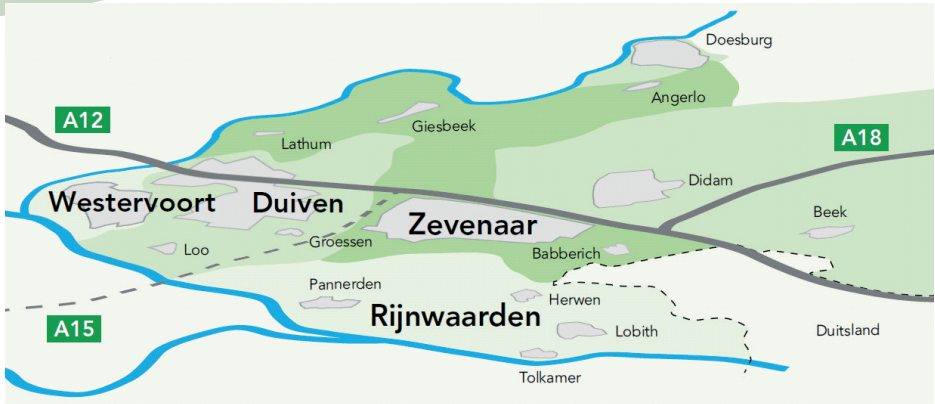 Doesburg
Angerlo
A12
Giesbeek
Lathum
A18
Didam
Westervoort
Duiven
Zevenaar
Beek
Groessen
Loo
Babberich
Pannerden
Herwen
Rijnwaarden
A15
Lobith
Duitsland
Tolkamer